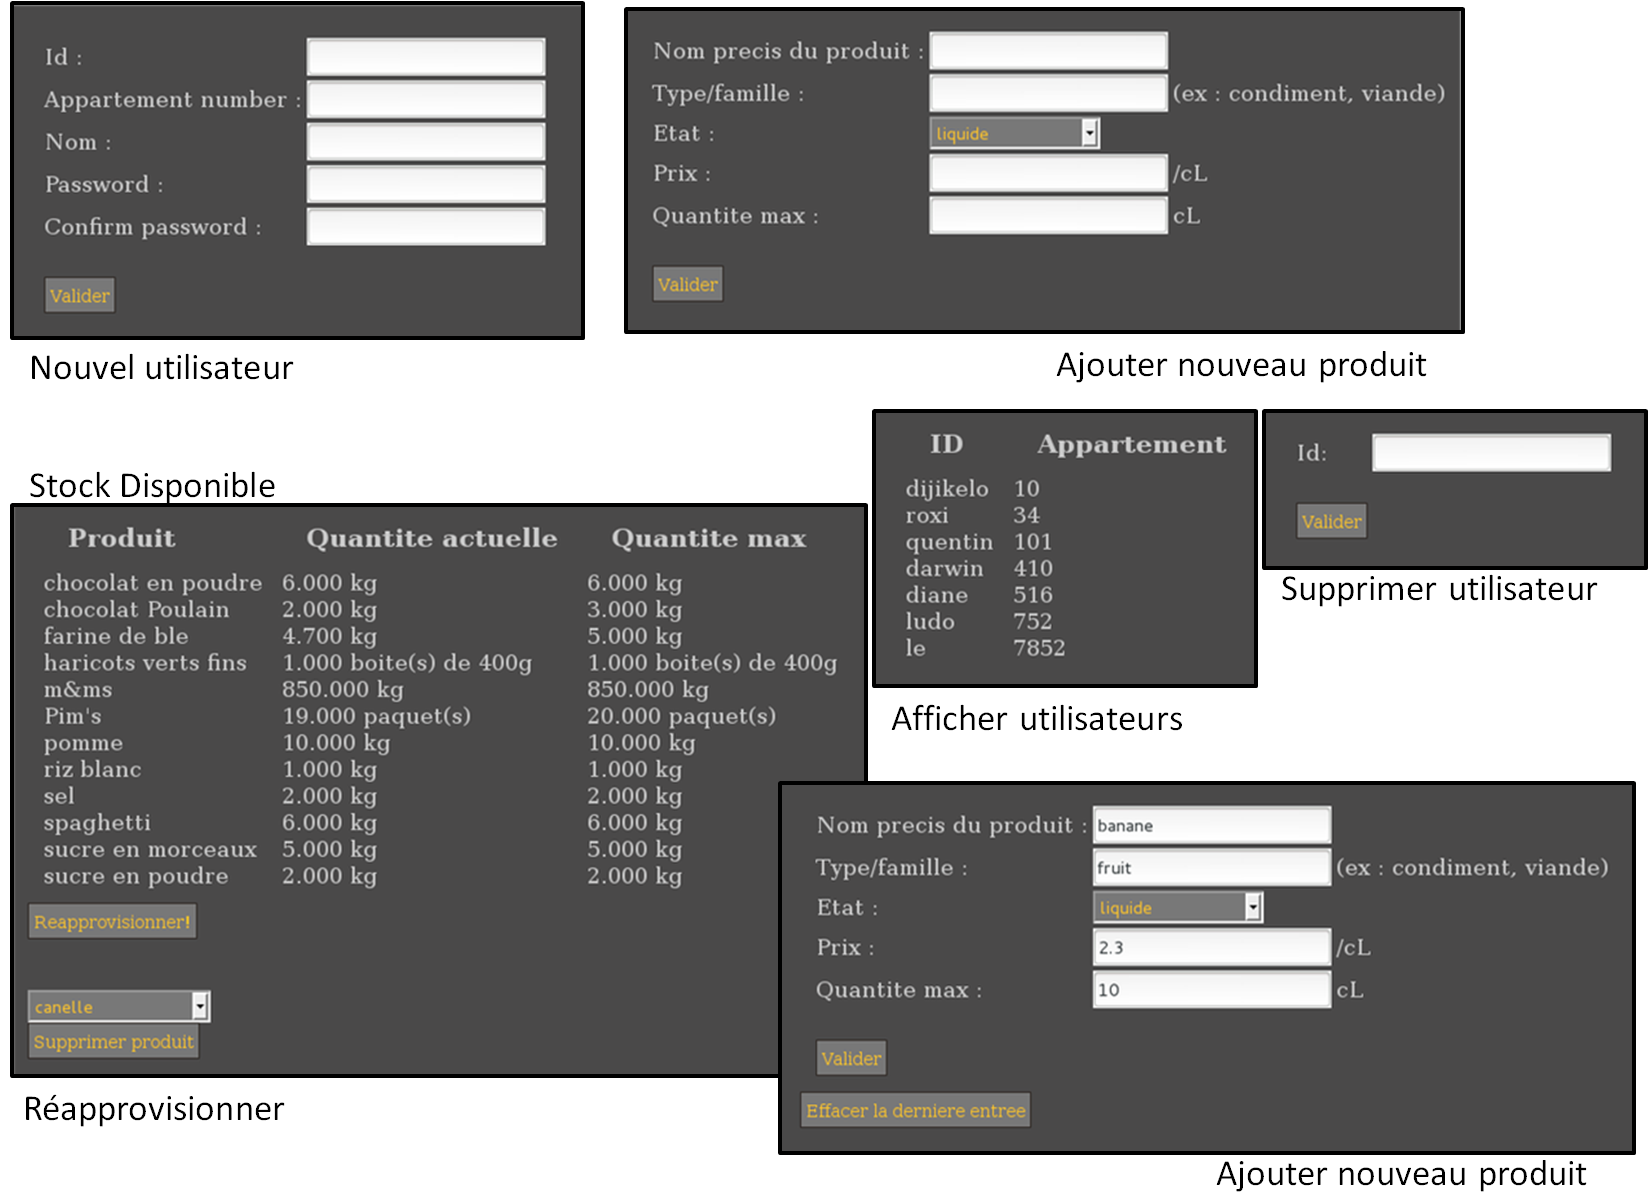 Id :
Appartement number :
Nom :
Password :
Confirm password :
Valider
Nouvel utilisateur
Nom precis du produit :
Type/famille : (ex : condiment, viande)
Etat : liquide
Prix : /cL
Quantite max : cL
Valider
Ajouter nouveau produit
Stock Disponible
Produit Quantite actuelle Quantite max
chocolat en poudre 6.000 kg 6.000 kg
chocolat Poulain 2.000 kg 3.000 kg
farine de ble 4.700 kg 5.000 kg
haricots verts fins 1.000 boite(s) de 400g 1.000 boite(s) de 400g
m&ms 850.000 kg 850.000 kg
Pim's 19.000 paquet(s) 20.000 paquet(s)
pomme 10.000 kg 10.000 kg
riz blanc 1.000 kg 1.000 kg
sel 2.000 kg 2.000 kg
spaghetti 6.000 kg 6.000 kg
sucre en morceaux 5.000 kg 5.000 kg
sucre en poudre 2.000 kg 2.000 kg
Reapprovisionner!
canelle
Supprimer produit
Réapprovisionner
ID Appartement
dijikelo 10
roxi 34
quentin 101
darwin 410
diane 516
ludo 752
le 7852
Afficher utilisateurs
Id:
Valider
Supprimer utilisateur
Nom precis du produit : banane
Type/famille : fruit (ex : condiment, viande)
Etat : liquide
Prix : 2.3 /cL
Quantite max : 10 cL
Valider
Effacer la derniere entree
Ajouter nouveau produit